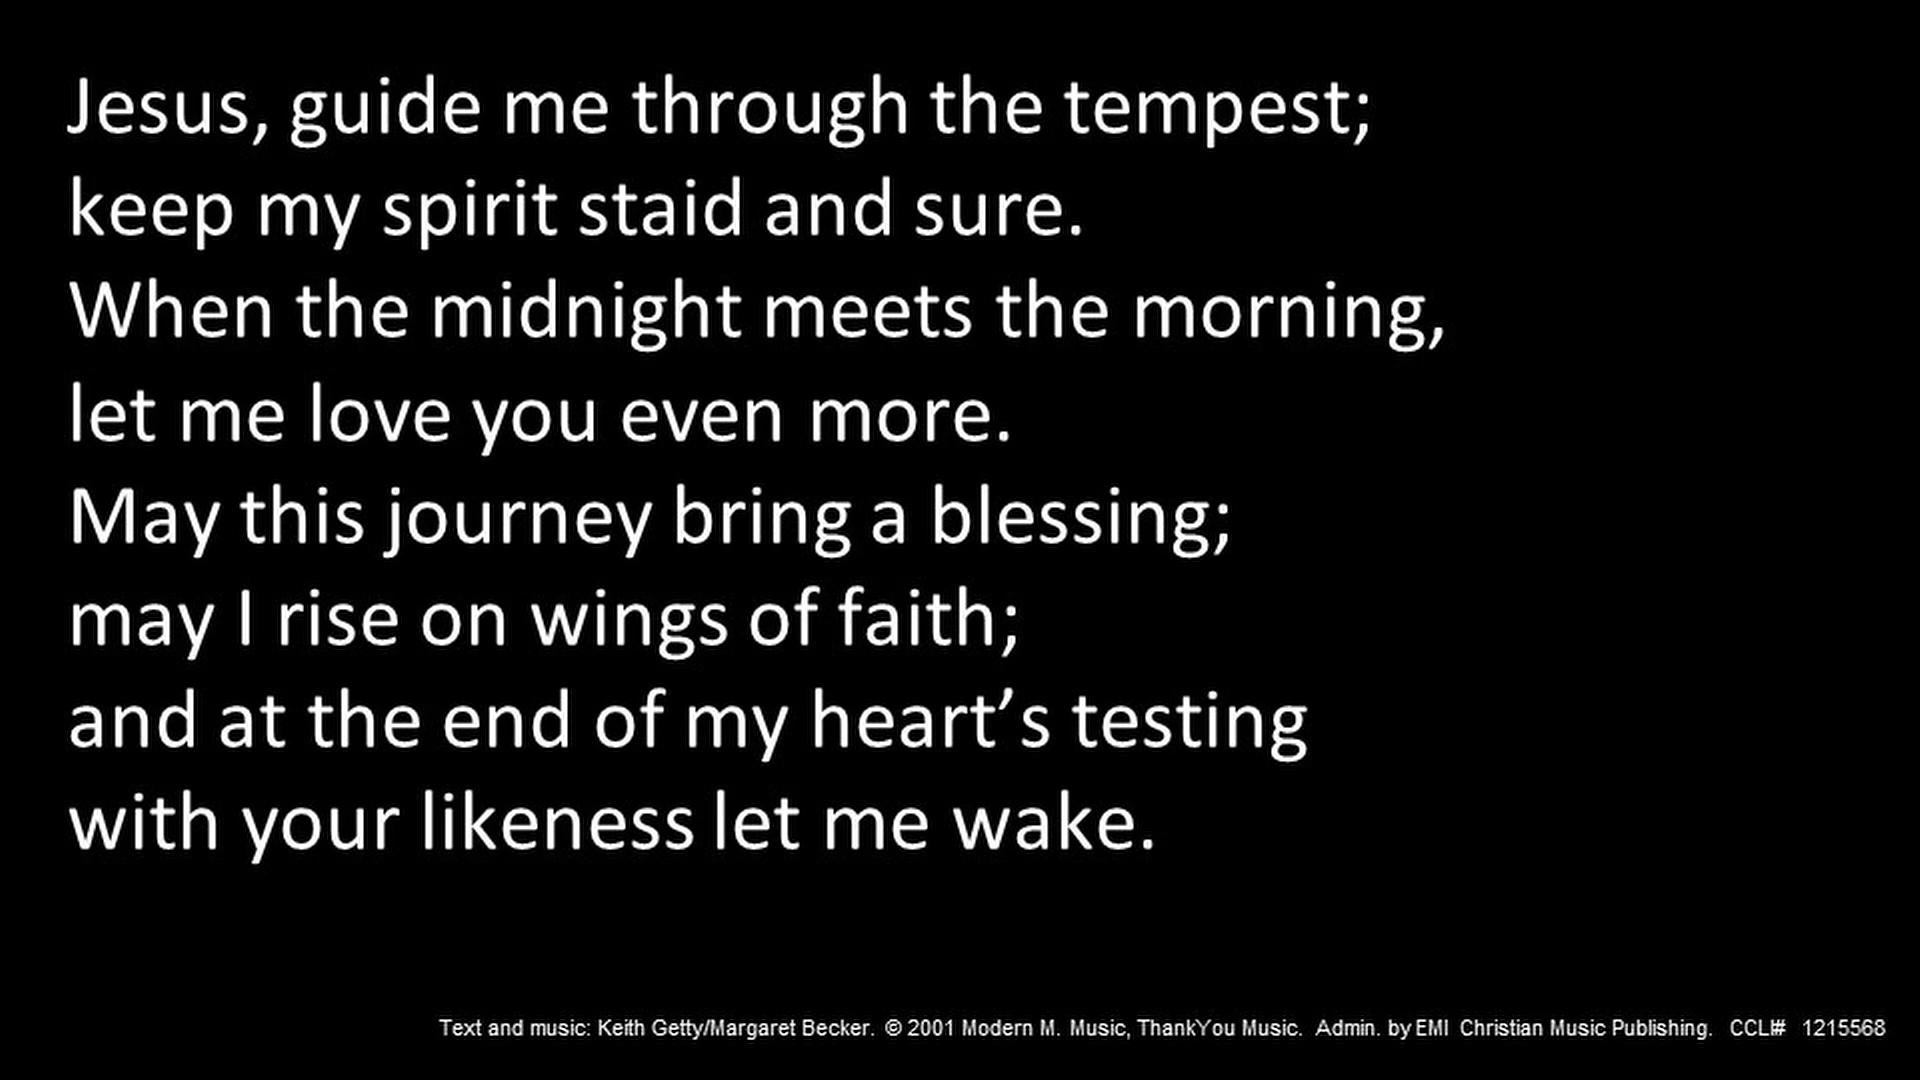 Jesus, guide me through the tempest;
keep my spirit staid and sure.
When the midnight meets the morning,
let me love you even more.
May this journey bring a blessing;
may I rise on wings of faith;
and at the end of my heart’s testing
with your likeness let me wake.
Text and music: Keith Getty/Margaret Becker. © 2001 Modern M. Music, ThankYou Music. Admin. by EMI Christian Music Publishing. CCLI# 1215568